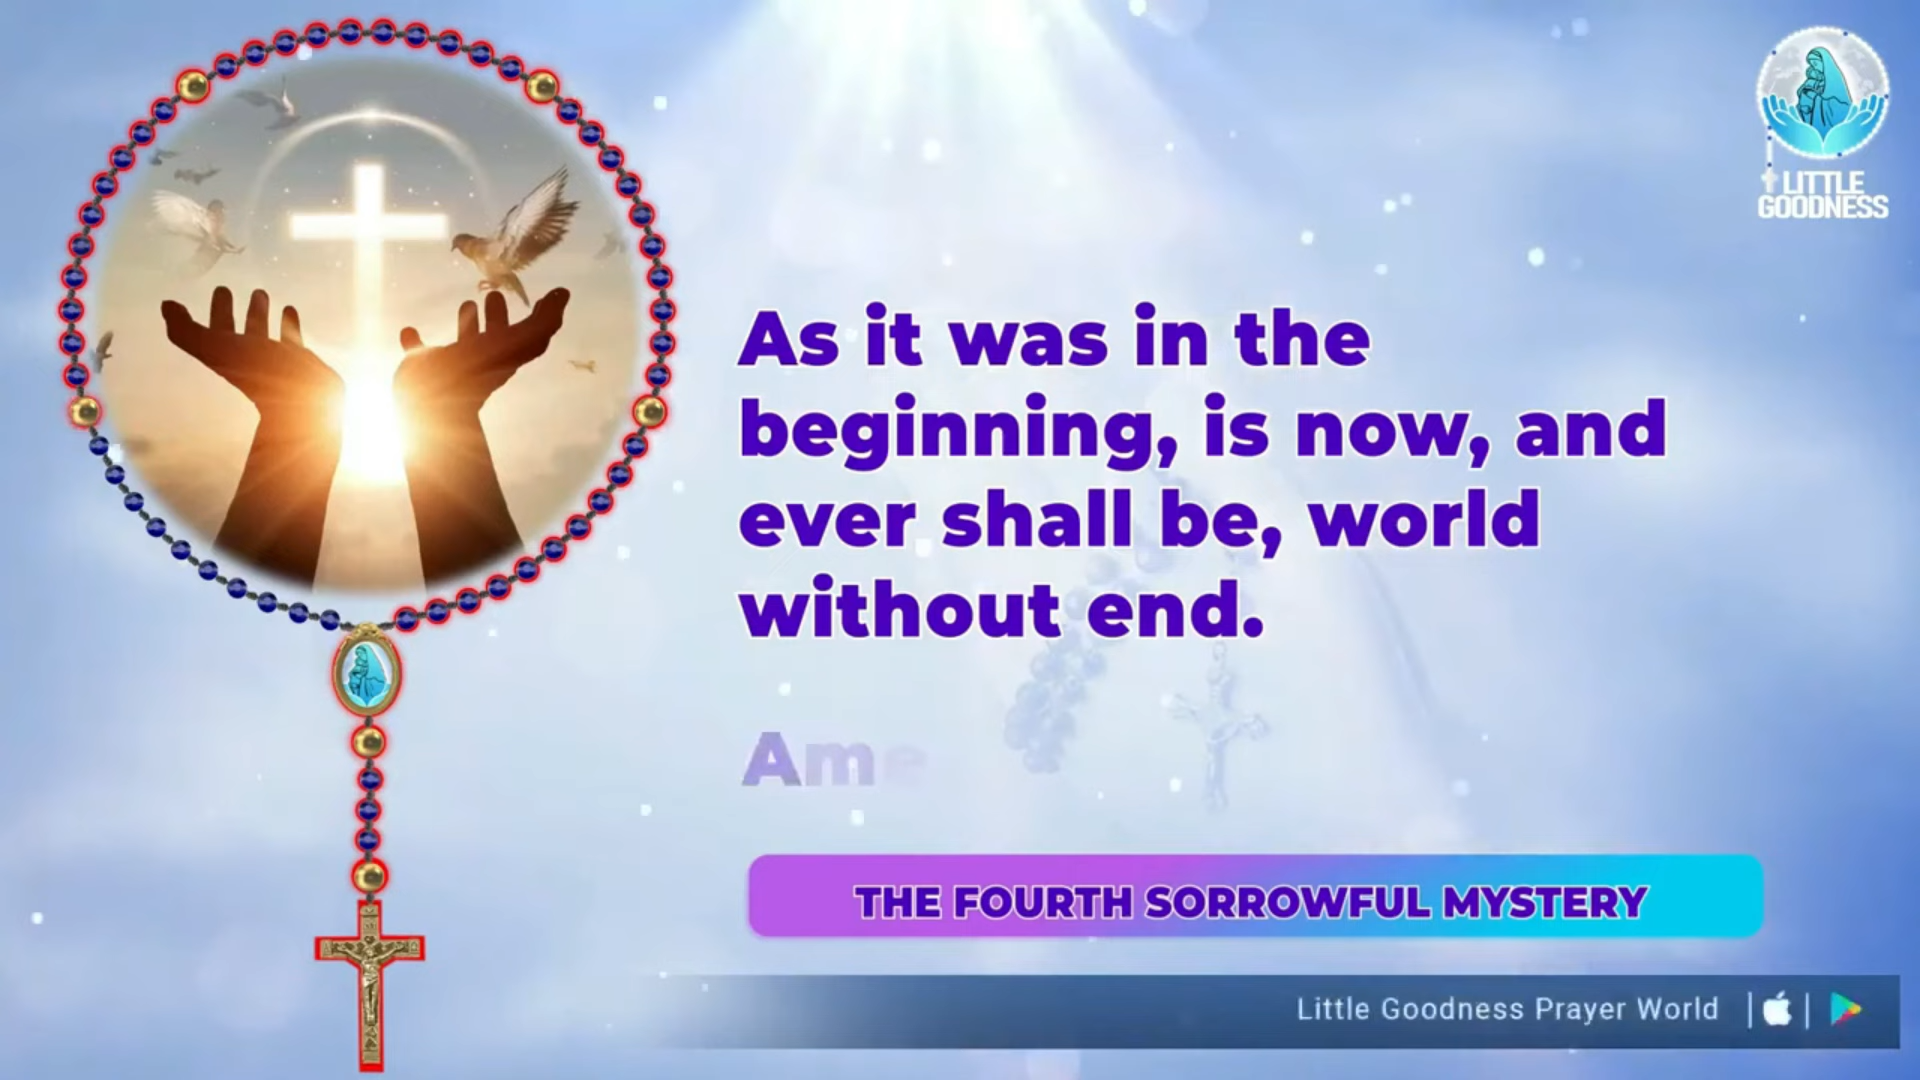 LITTLE
GOODNESS
As it was in the
beginning, is now, and
ever shall be, world
without end.
Ame
THE FOURTH SORROWFUL MYSTERY
Little Goodness Prayer World